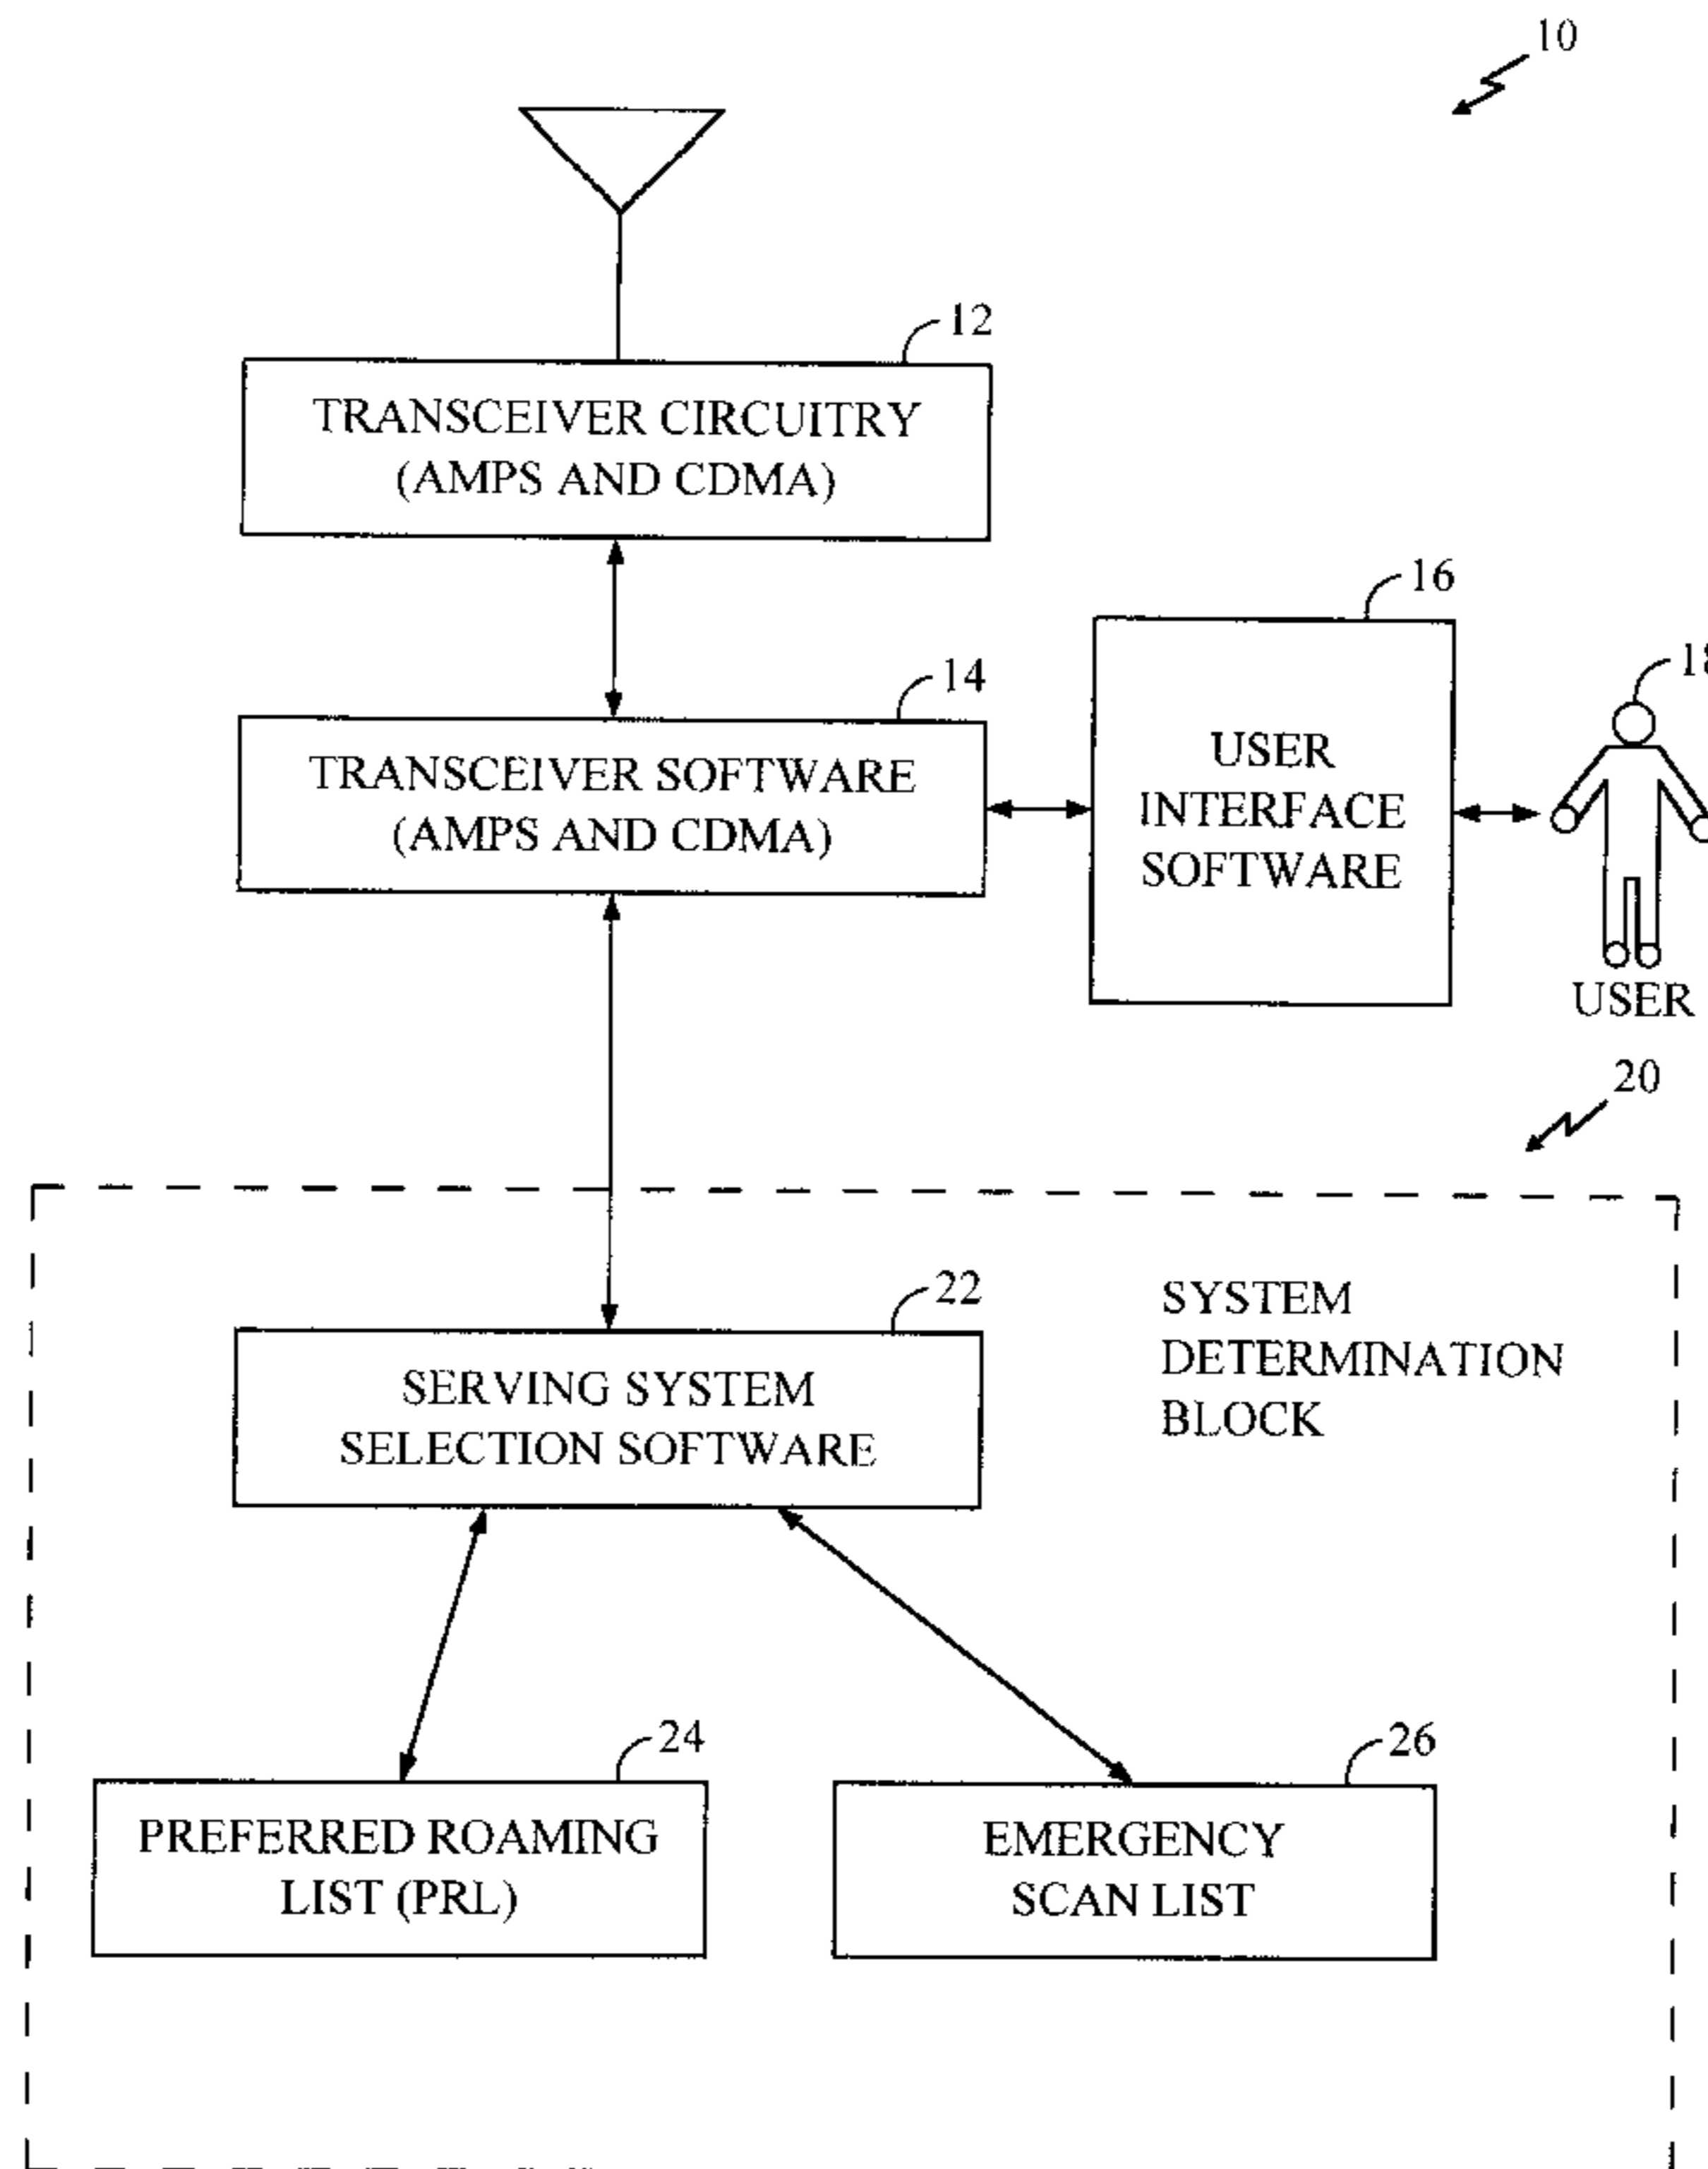 10
12
TRANSCEIVER CIRCUITRY
(AMPS AND CDMA)
16
18
14
TRANSCEIVER SOFTWARE
(AMPS AND CDMA)
USER
INTERFACE
SOFTWARE
USER
20
22
SERVING SYSTEM
SELECTION SOFTWARE
SYSTEM
DETERMINATION
BLOCK
24
PREFERRED ROAMING
LIST (PRL)
26
EMERGENCY
SCAN LIST